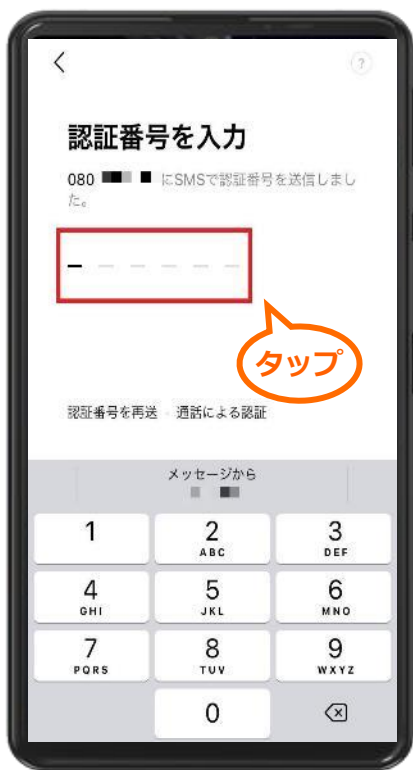 ?
認証番号を入力
080 にSMSで認証番号を送信しまし
た。
タップ
認証番号を再送 通話による認証
メッセージから
1
2
ABC
3
DEF
4
GHI
5
JKL
6
MNO
7
PQRS
8
TUV
9
WXYZ
0